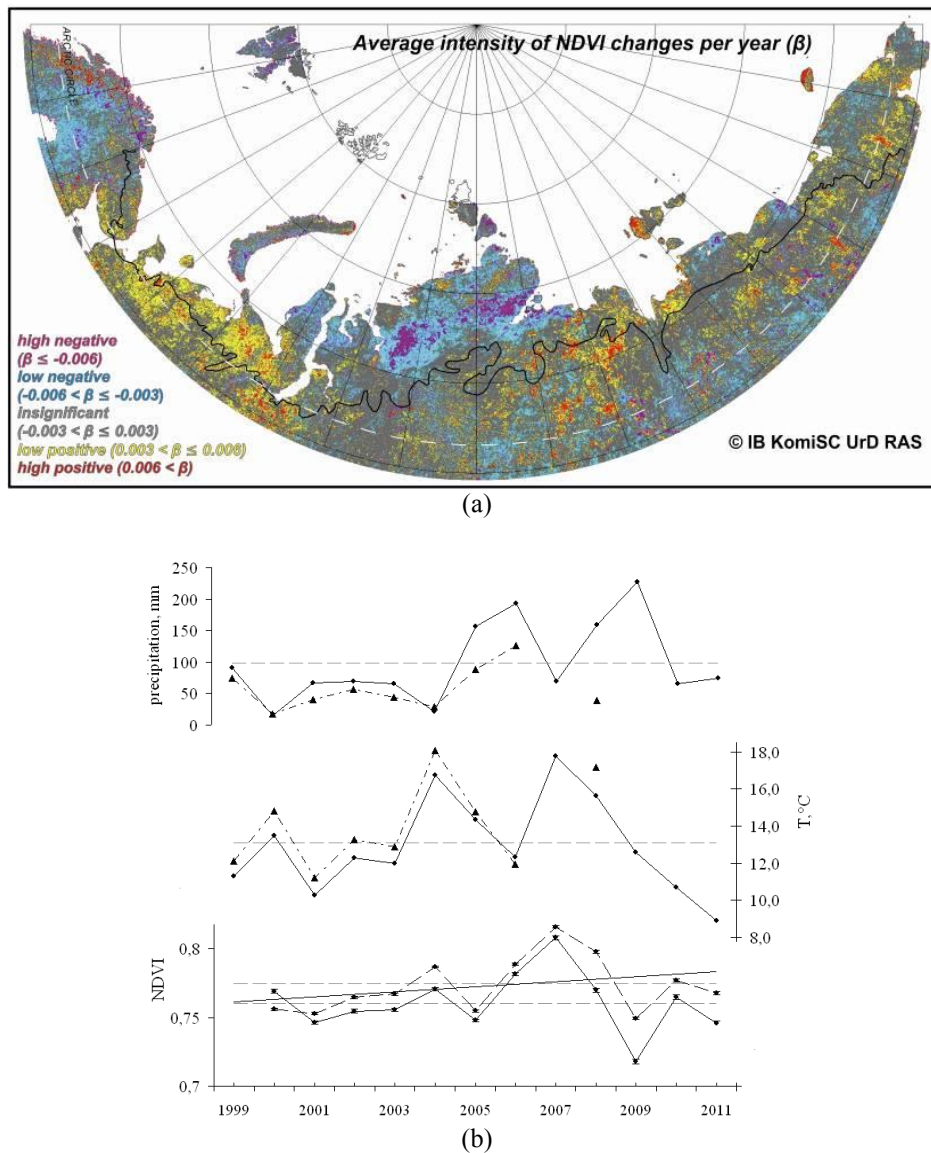 Average intensity of NDVI changes per year (β)
ARCTIC CIRCLE
high negative
(β ≤ -0.006)
low negative
(-0.006 < β ≤ -0.003)
insignificant
(-0.003 < β ≤ 0.003)
low positive (0.003 < β ≤ 0.006)
high positive (0.006 < β)
© IB KomiSC UrD RAS
(a)
precipitation, mm
250
200
150
100
50
0
18,0
16,0
14,0
12,0
10,0
8,0
T,°C
NDVI
0,8
0,75
0,7
1999 2001 2003 2005 2007 2009 2011
(b)